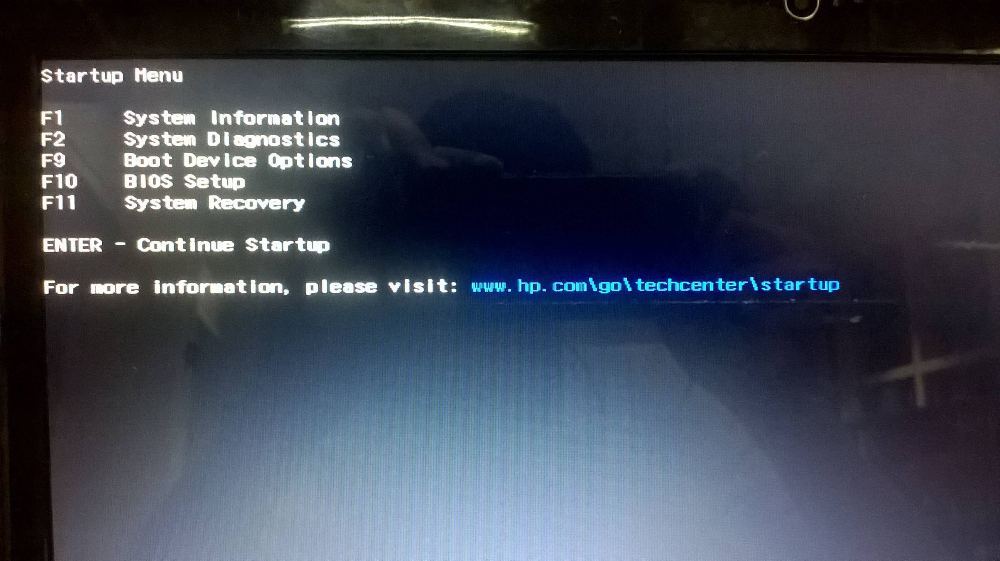 Startup Menu
F1 System Information
F2 System Diagnostics
F9 Boot Device Options
F10 BIOS Setup
F11 System Recovery
ENTER - Continue Startup
For more information, please visit: www.hp.com\go\techcenter\startup